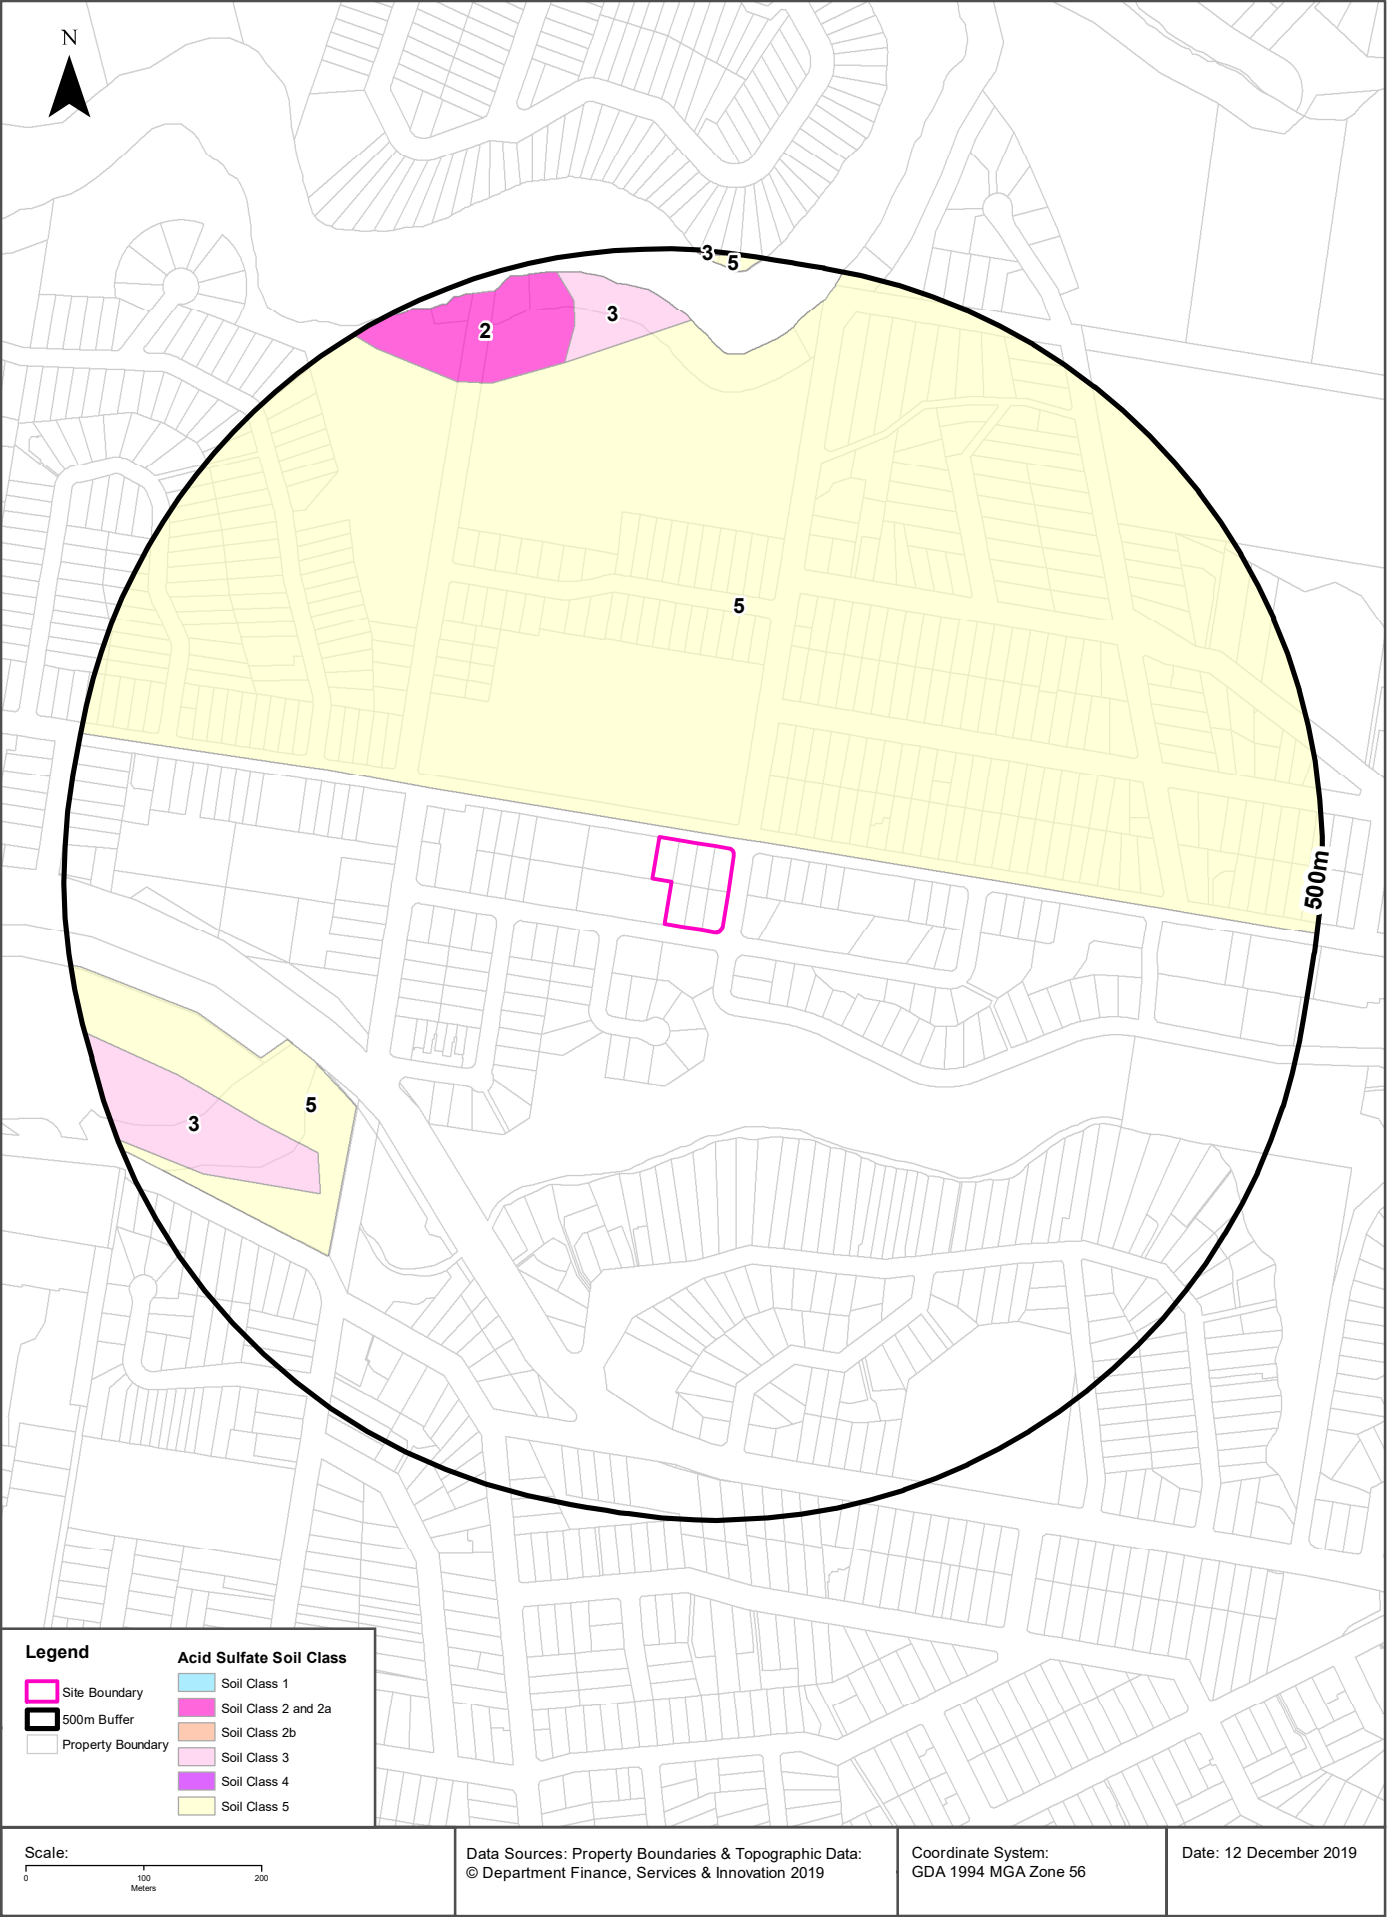 N
3
5
2
3
5
500m
5
3
Legend
Site Boundary
500m Buffer
Property Boundary
Acid Sulfate Soil Class
Soil Class 1
Soil Class 2 and 2a
Soil Class 2b
Soil Class 3
Soil Class 4
Soil Class 5
Scale:
0 100 200
Meters
Data Sources: Property Boundaries & Topographic Data:
© Department Finance, Services & Innovation 2019
Coordinate System:
GDA 1994 MGA Zone 56
Date: 12 December 2019